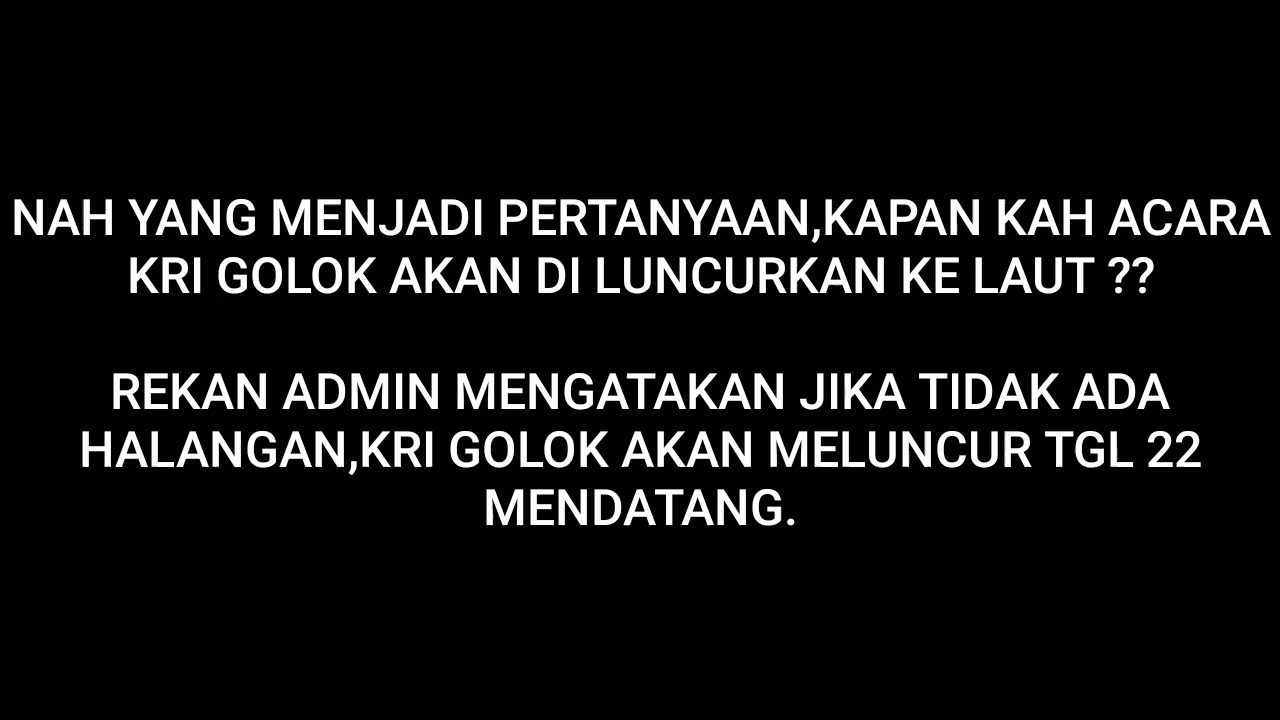 NAH YANG MENJADI PERTANYAAN,KAPAN KAH ACARA
KRI GOLOK AKAN DI LUNCURKAN KE LAUT ??
REKAN ADMIN MENGATAKAN JIKA TIDAK ADA
HALANGAN,KRI GOLOK AKAN MELUNCUR TGL 22
MENDATANG.